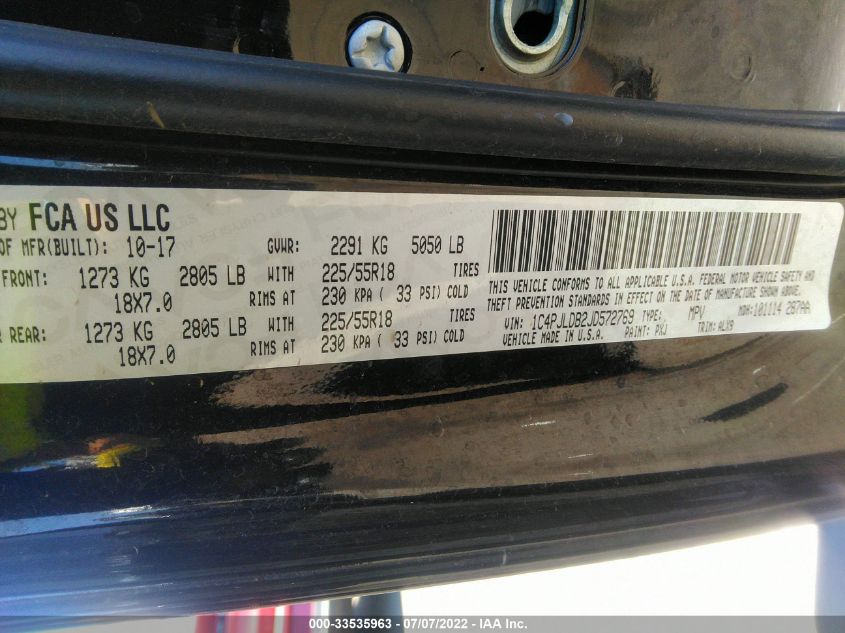 BY FCA US LLC
OF MFR(BUILT): 10-17 GVWR: 2291 KG 5050 LB
FRONT: 1273 KG 2805 LB WITH 225/55R18 TIRES
18X7.0 RIMS AT 230 KPA ( 33 PSI) COLD
REAR: 1273 KG 2805 LB WITH 225/55R18 TIRES
18X7.0 RIMS AT 230 KPA ( 33 PSI) COLD
THIS VEHICLE CONFORMS TO ALL APPLICABLE U.S.A. FEDERAL MOTOR VEHICLE SAFETY AND
THEFT PREVENTION STANDARDS IN EFFECT ON THE DATE OF MANUFACTURE SHOWN ABOVE.
VIN: 1C4PJLDB2JD572769 TYPE: MPV MDH: 101114 287AA
VEHICLE MADE IN U.S.A. PAINT: PXJ TRIM: ALX9
000-33535963 - 07/07/2022 - IAA Inc.